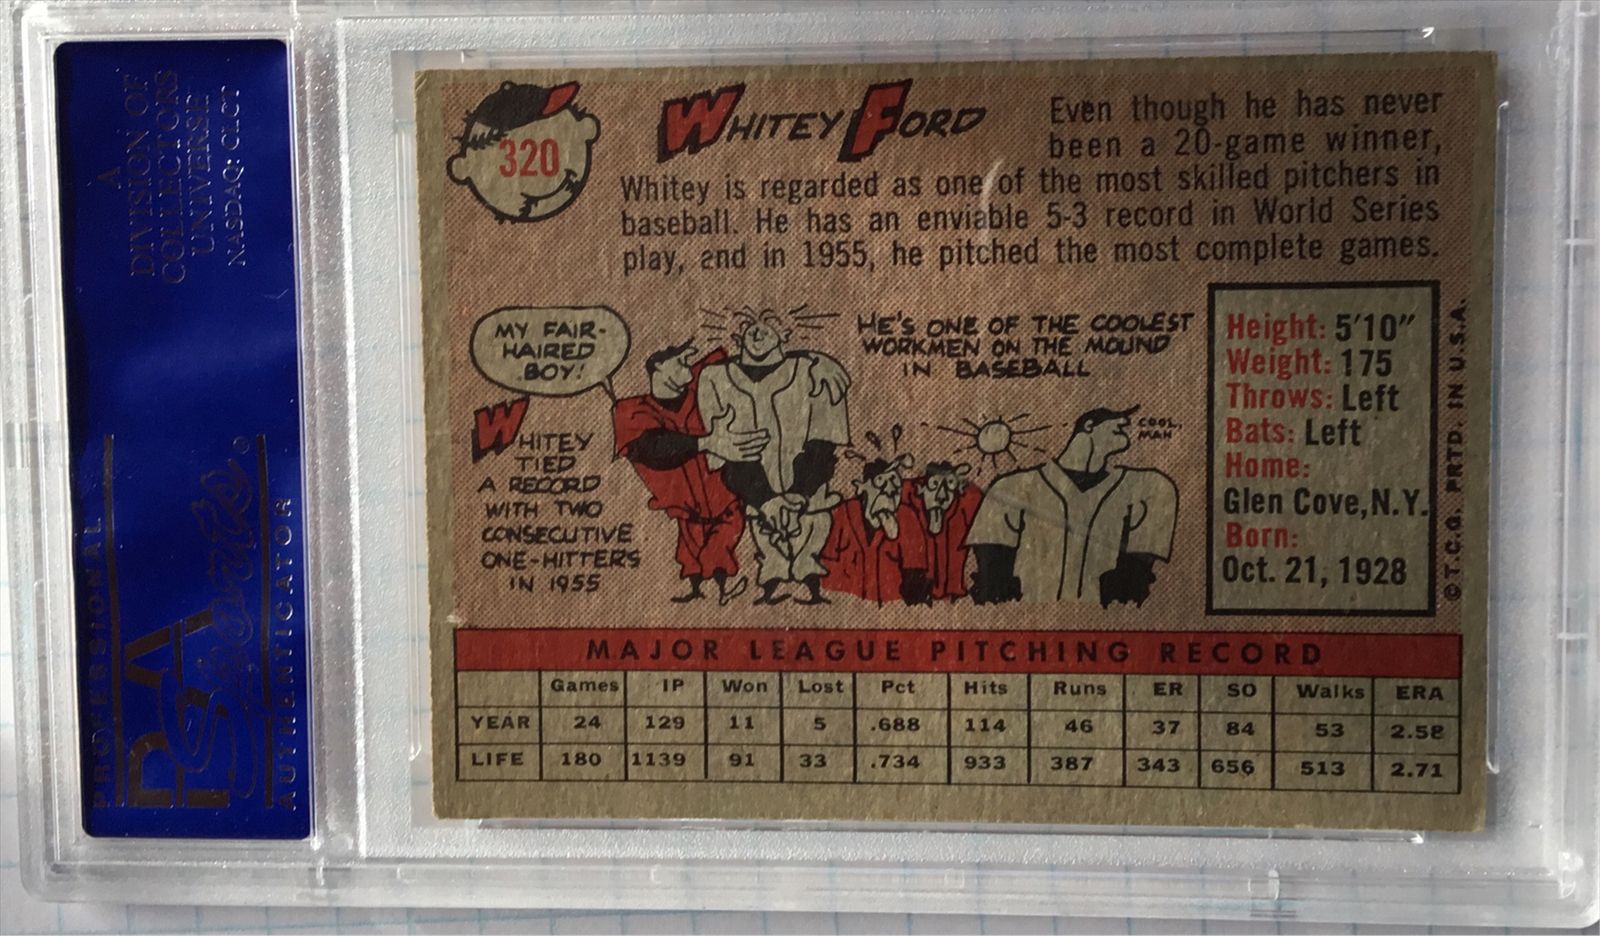 A
DIVISION OF
COLLECTORS
UNIVERSE
NASDAQ: CLCT
PROFESSIONAL
PSA
Sports
AUTHENTICATOR
320
WHITEY FORD
Even though he has never
been a 20-game winner,
Whitey is regarded as one of the most skilled pitchers in
baseball. He has an enviable 5-3 record in World Series
play, and in 1955, he pitched the most complete games.
MY FAIR-
HAIRED
BOY!
WHITEY
TIED
A RECORD
WITH TWO
CONSECUTIVE
ONE-HITTERS
IN 1955
HE'S ONE OF THE COOLEST
WORKMEN ON THE MOUND
IN BASEBALL
COOL,
MAN
Height: 5'10"
Weight: 175
Throws: Left
Bats: Left
Home:
Glen Cove, N.Y.
Born:
Oct. 21, 1928
© T.C.G. PRTD. IN U.S.A.
MAJOR LEAGUE PITCHING RECORD
Games IP Won Lost Pct Hits Runs ER SO Walks ERA
YEAR 24 129 11 5 .688 114 46 37 84 53 2.58
LIFE 180 1139 91 33 .734 933 387 343 656 513 2.71